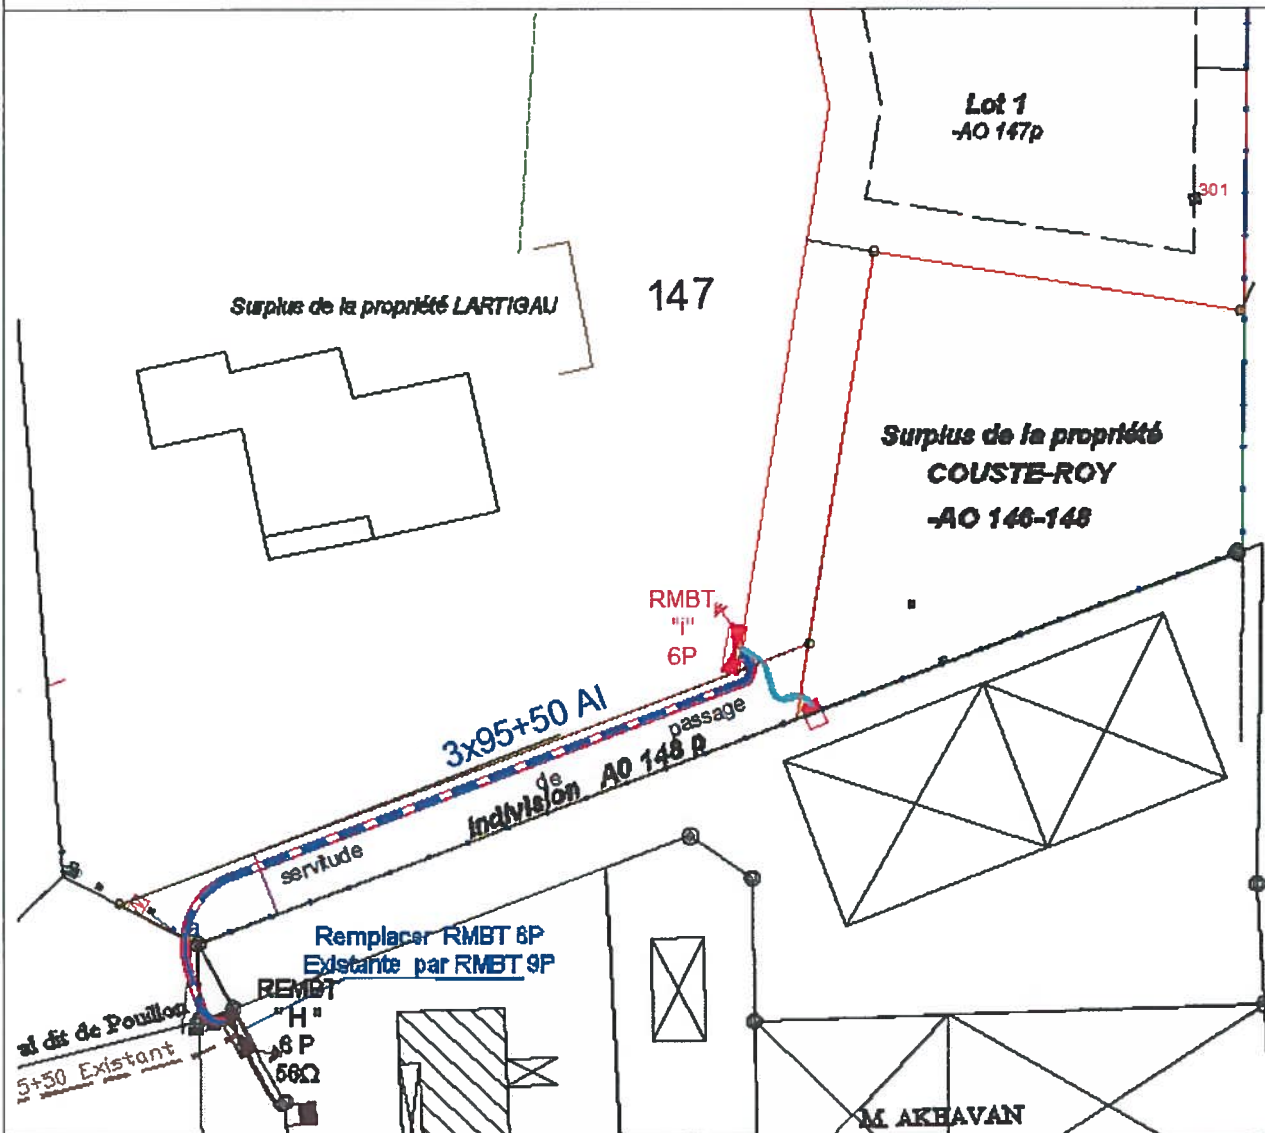 Lot 1
-AO 147p
301
147
Surplus de la propriété LARTIGAU
Surplus de la propriété
COUSTE-ROY
-AO 146-148
RMBT
"i"
6P
3x95+50 Al
passage
de
servitude
indivision AO 148 p
Remplacer RMBT 6P
Existante par RMBT 9P
REMBT
"H"
6 P
56Ω
al dit de Pouillon
5+50 Existant
M. AKHAVAN